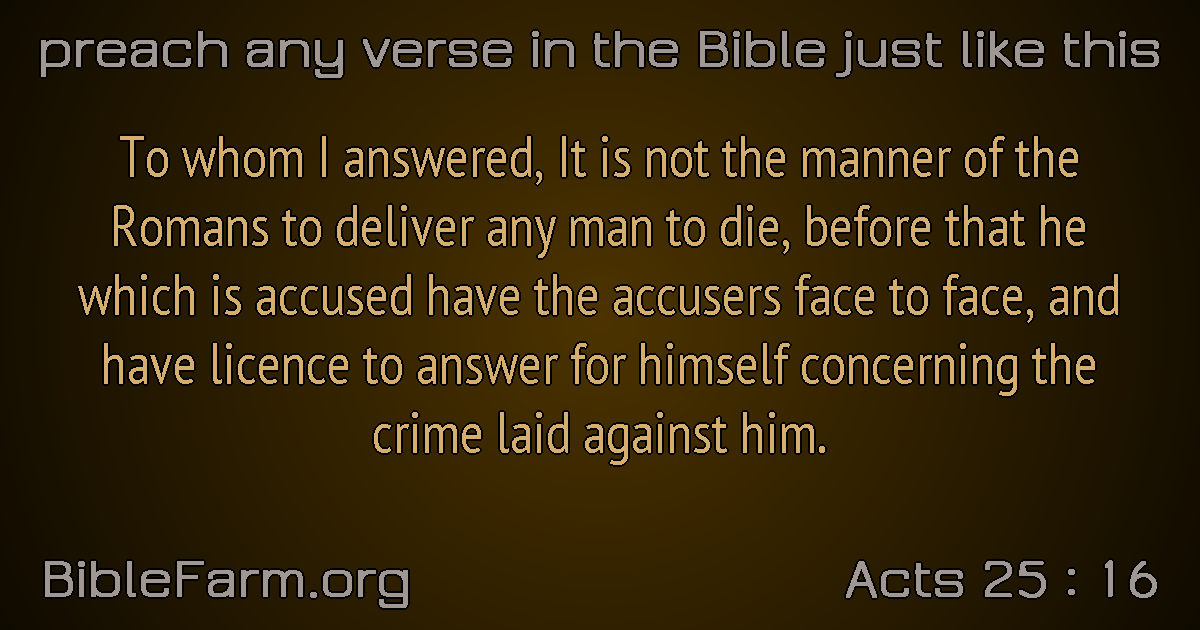 preach any verse in the Bible just like this
To whom I answered, It is not the manner of the
Romans to deliver any man to die, before that he
which is accused have the accusers face to face, and
have licence to answer for himself concerning the
crime laid against him.
BibleFarm.org
Acts 25 : 16